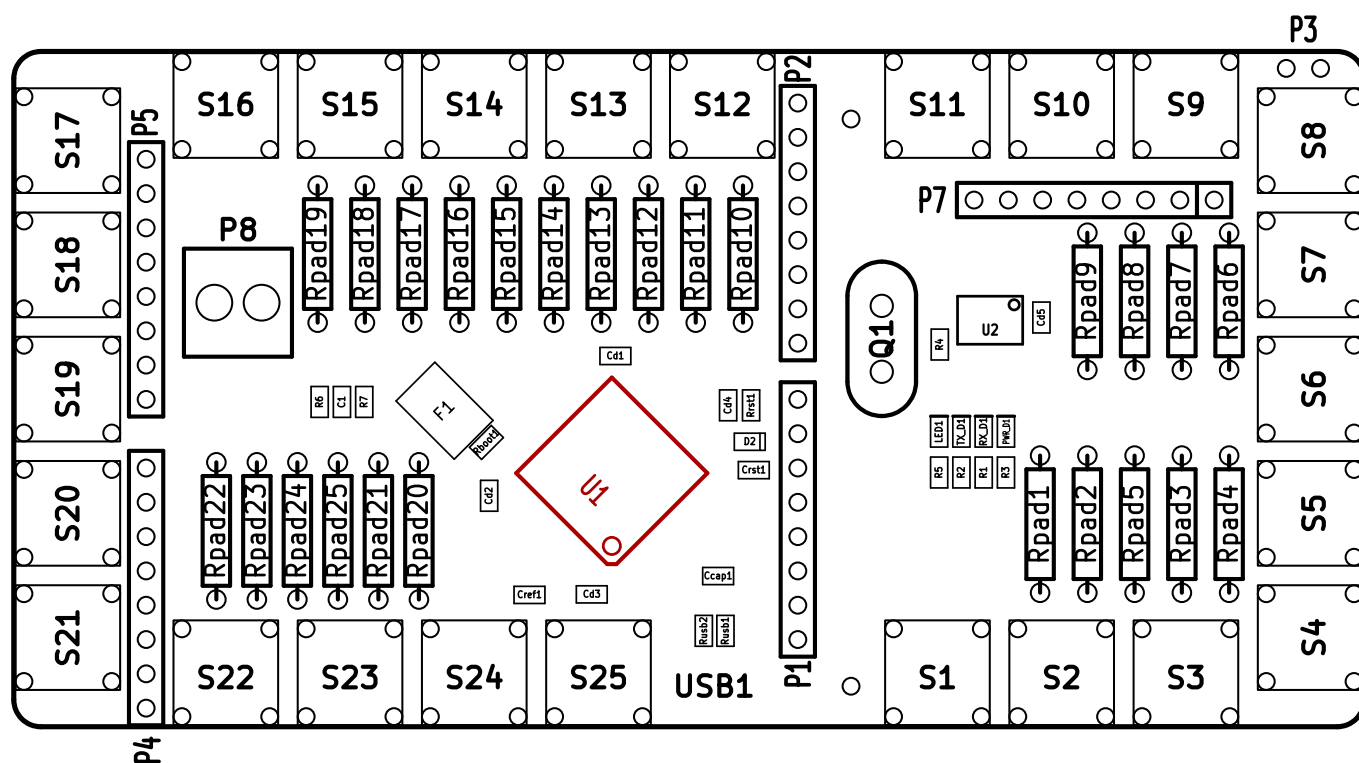 P3
S16
S15
S14
S13
S12
P2
S11
S10
S9
S17
P5
S8
P7
P8
Rpad19
Rpad18
Rpad17
Rpad16
Rpad15
Rpad14
Rpad13
Rpad12
Rpad11
Rpad10
S18
S7
Rpad9
Rpad8
Rpad7
Rpad6
Q1
R4
U2
Cd5
Cd1
S19
R6
C1
R7
F1
Rboot1
Cd4
Rrst1
D2
Crst1
S6
LED1
TX_D1
RX_D1
PWR_D1
R5
R2
R1
R3
S20
Rpad22
Rpad23
Rpad24
Rpad25
Rpad21
Rpad20
Cd2
U1
Rpad1
Rpad2
Rpad5
Rpad3
Rpad4
S5
Ccap1
Cref1
Cd3
Rusb2
Rusb1
S21
S4
S22
S23
S24
S25
USB1
P1
S1
S2
S3
P4